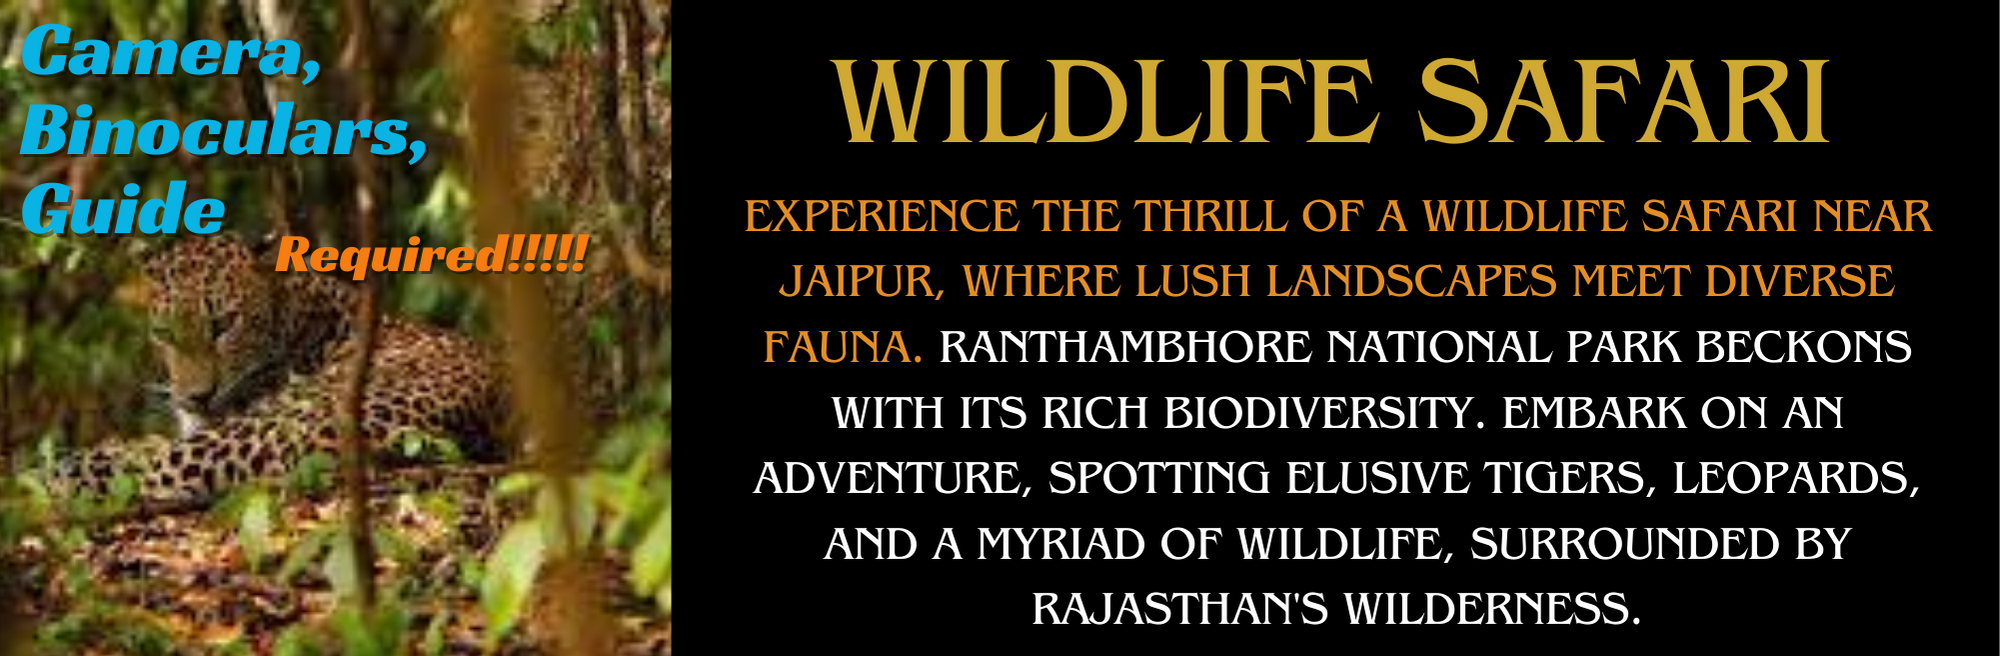 Camera,
Binoculars,
Guide
Required!!!!!
WILDLIFE SAFARI
EXPERIENCE THE THRILL OF A WILDLIFE SAFARI NEAR
JAIPUR, WHERE LUSH LANDSCAPES MEET DIVERSE
FAUNA. RANTHAMBHORE NATIONAL PARK BECKONS
WITH ITS RICH BIODIVERSITY. EMBARK ON AN
ADVENTURE, SPOTTING ELUSIVE TIGERS, LEOPARDS,
AND A MYRIAD OF WILDLIFE, SURROUNDED BY
RAJASTHAN'S WILDERNESS.